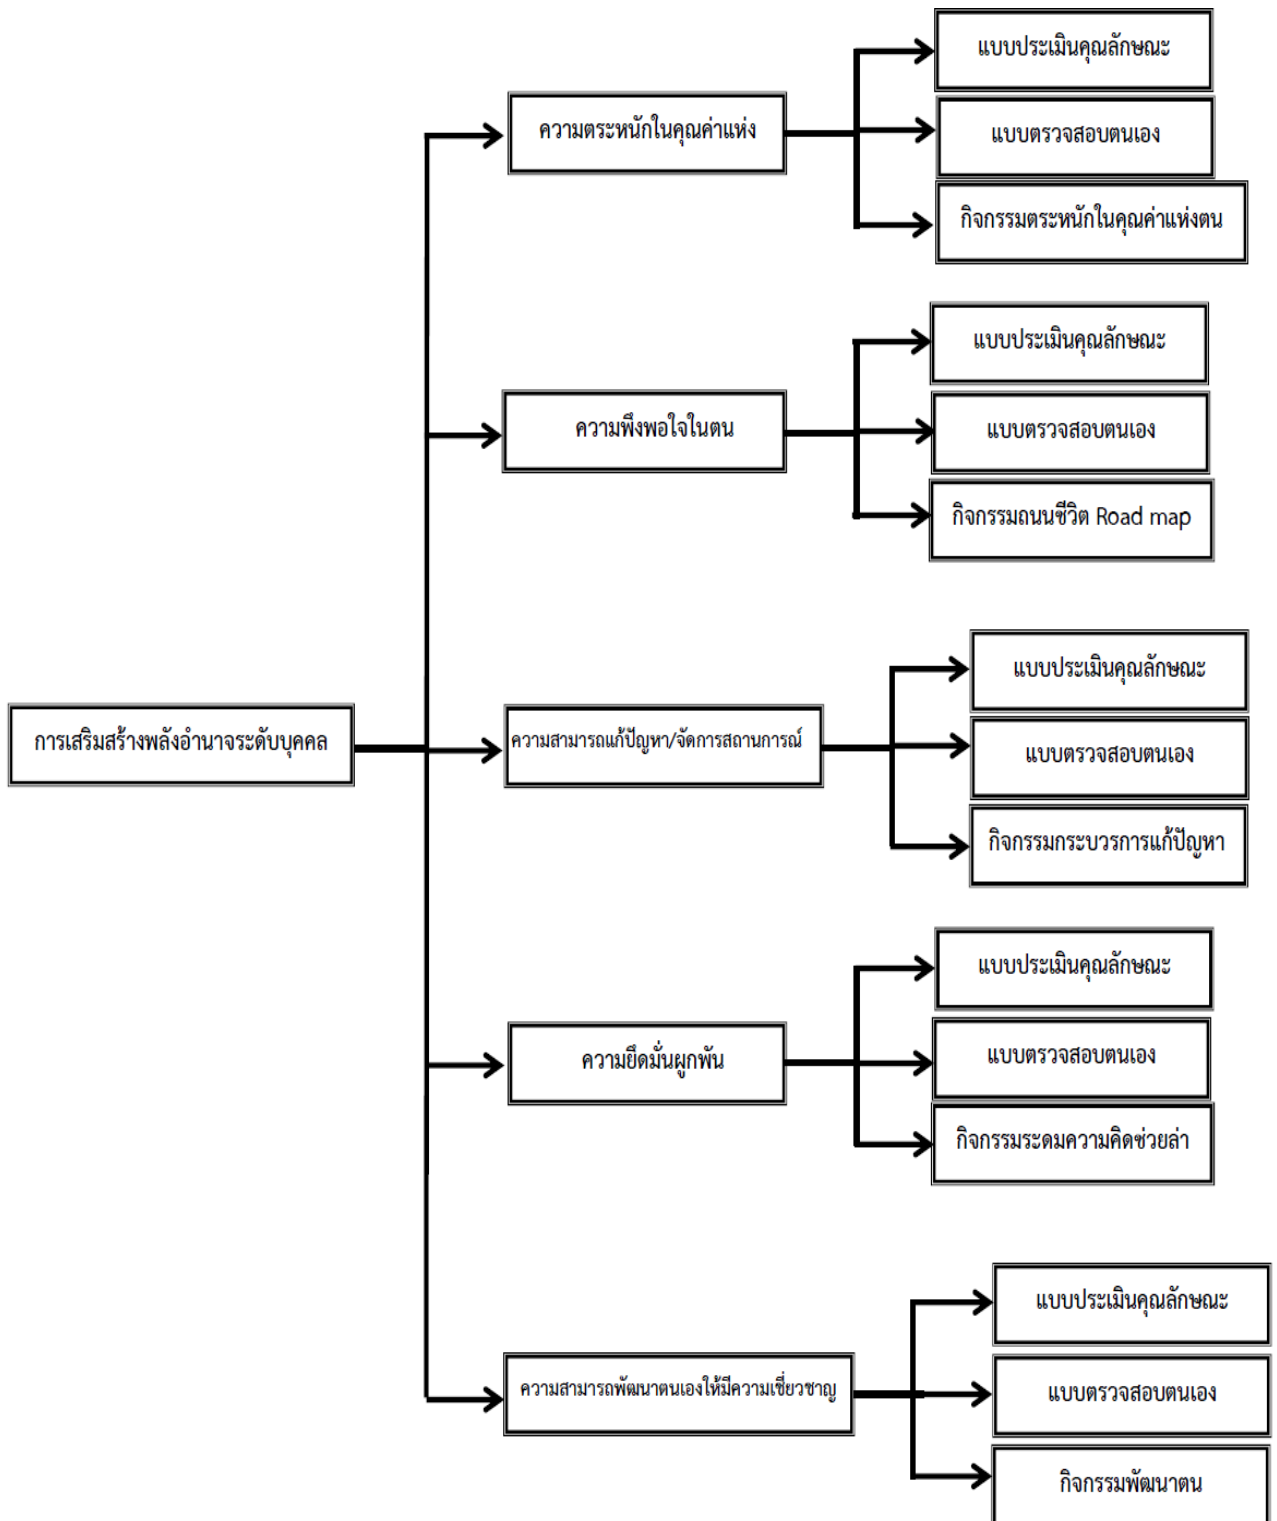 การเสริมสร้างพลังอำนาจระดับบุคคล
ความตระหนักในคุณค่าแห่ง
แบบประเมินคุณลักษณะ
แบบตรวจสอบตนเอง
กิจกรรมตระหนักในคุณค่าแห่งตน
ความพึงพอใจในตน
แบบประเมินคุณลักษณะ
แบบตรวจสอบตนเอง
กิจกรรมถนนชีวิต Road map
ความสามารถแก้ปัญหา/จัดการสถานการณ์
แบบประเมินคุณลักษณะ
แบบตรวจสอบตนเอง
กิจกรรมกระบวรการแก้ปัญหา
ความยึดมั่นผูกพัน
แบบประเมินคุณลักษณะ
แบบตรวจสอบตนเอง
กิจกรรมระดมความคิดช่วยล่า
ความสามารถพัฒนาตนเองให้มีความเชี่ยวชาญ
แบบประเมินคุณลักษณะ
แบบตรวจสอบตนเอง
กิจกรรมพัฒนาตน